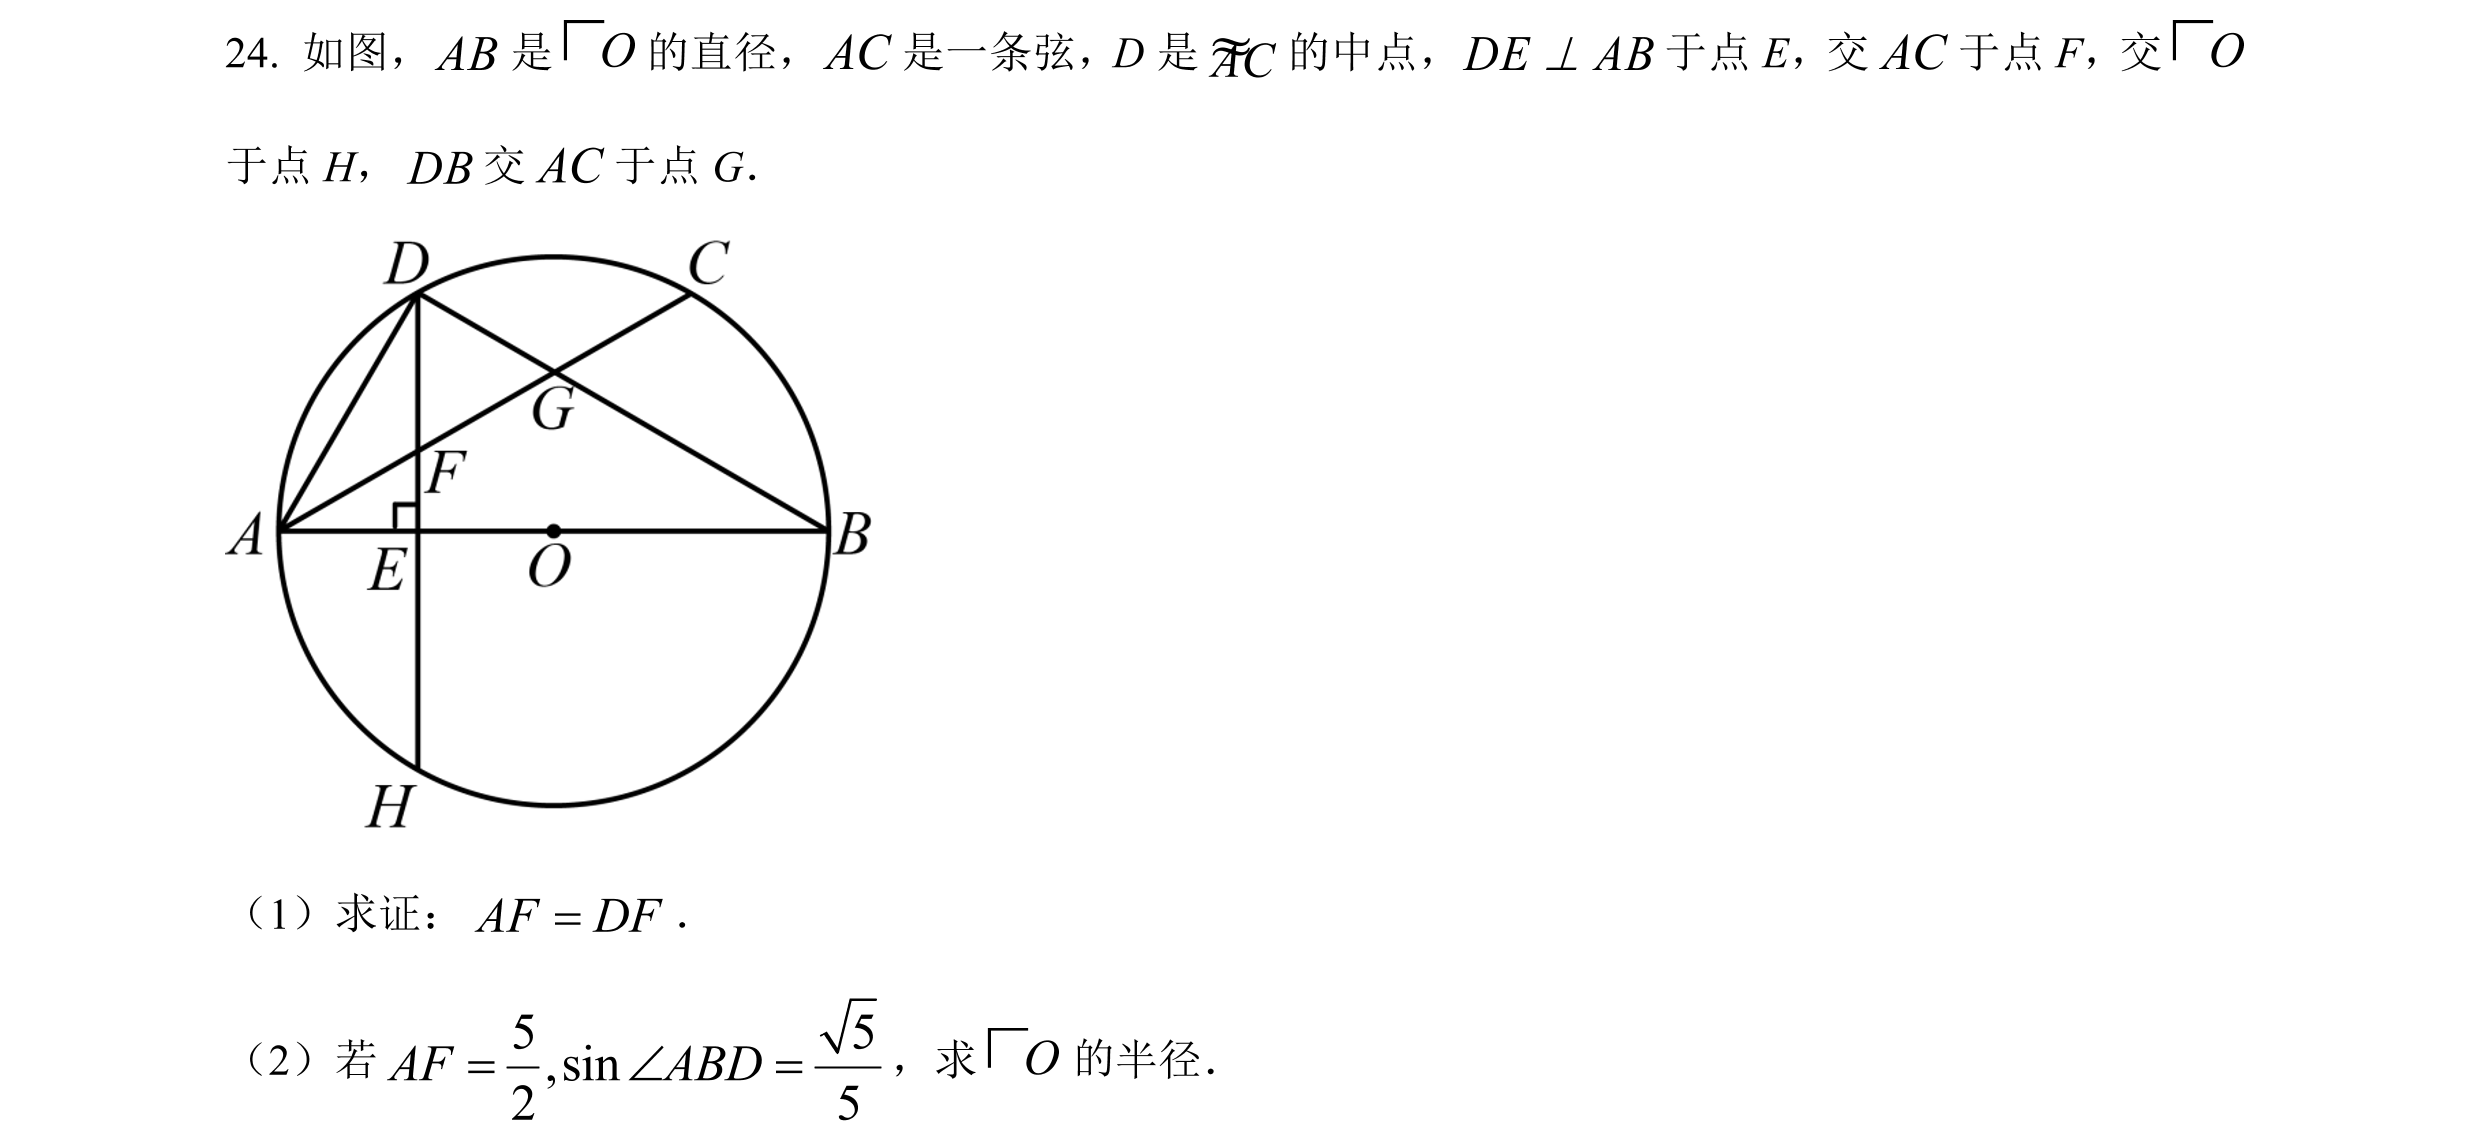 24. 如图，AB 是 ⎾O 的直径，AC 是一条弦，D 是 AC 的中点，DE ⊥ AB 于点 E，交 AC 于点 F，交 ⎾O
于点 H， DB 交 AC 于点 G．
D
C
G
F
A
E
O
B
H
（1）求证： AF = DF．
（2）若 AF = 5/2, sin∠ABD = √5/5，求 ⎾O 的半径．